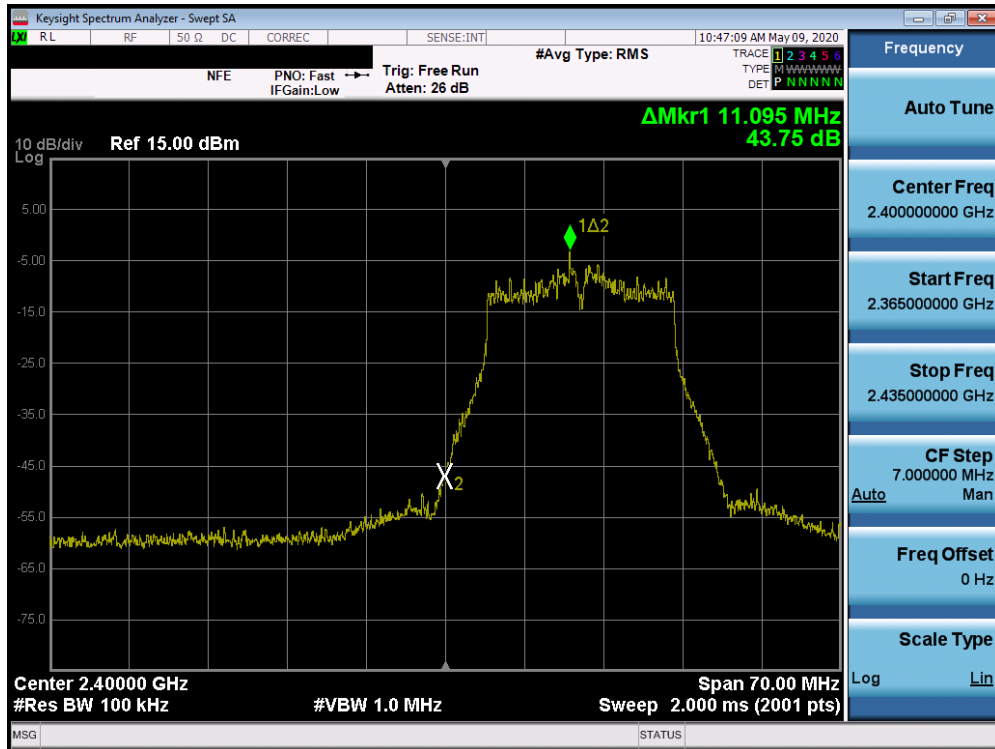 Keysight Spectrum Analyzer - Swept SA
LXI RL RF 50 Ω DC CORREC SENSE:INT 10:47:09 AM May 09, 2020
#Avg Type: RMS TRACE 1 2 3 4 5 6
NFE PNO: Fast Trig: Free Run TYPE M WWWWW
IFGain:Low Atten: 26 dB DET P N N N N N
ΔMkr1 11.095 MHz
43.75 dB
10 dB/div Ref 15.00 dBm
Log
1Δ2
5.00
-5.00
-15.0
-25.0
-35.0
-45.0
2
-55.0
-65.0
-75.0
Center 2.40000 GHz Span 70.00 MHz
#Res BW 100 kHz #VBW 1.0 MHz Sweep 2.000 ms (2001 pts)
MSG STATUS
Frequency
Auto Tune
Center Freq
2.400000000 GHz
Start Freq
2.365000000 GHz
Stop Freq
2.435000000 GHz
CF Step
7.000000 MHz
Auto Man
Freq Offset
0 Hz
Scale Type
Log Lin